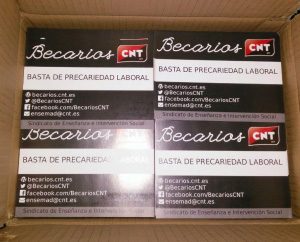 Becarios CNT
BASTA DE PRECARIEDAD LABORAL
becarios.cnt.es
@BecariosCNT
facebook.com/BecariosCNT
ensemad@cnt.es
Sindicato de Enseñanza e Intervención Social
Becarios CNT
BASTA DE PRECARIEDAD LABORAL
becarios.cnt.es
@BecariosCNT
facebook.com/BecariosCNT
ensemad@cnt.es
Sindicato de Enseñanza e Intervención Social
Becarios CNT
BASTA DE PRECARIEDAD LABORAL
becarios.cnt.es
@BecariosCNT
facebook.com/BecariosCNT
ensemad@cnt.es
Sindicato de Enseñanza e Intervención Social
Becarios CNT
BASTA DE PRECARIEDAD LABORAL
becarios.cnt.es
@BecariosCNT
facebook.com/BecariosCNT
ensemad@cnt.es
Sindicato de Enseñanza e Intervención Social